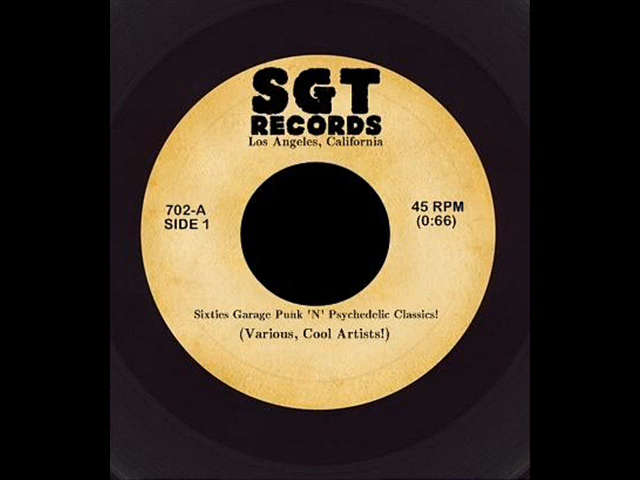 SGT
RECORDS
Los Angeles, California
702-A
SIDE 1
45 RPM
(0:66)
Sixties Garage Punk 'N' Psychedelic Classics!
(Various, Cool Artists!)